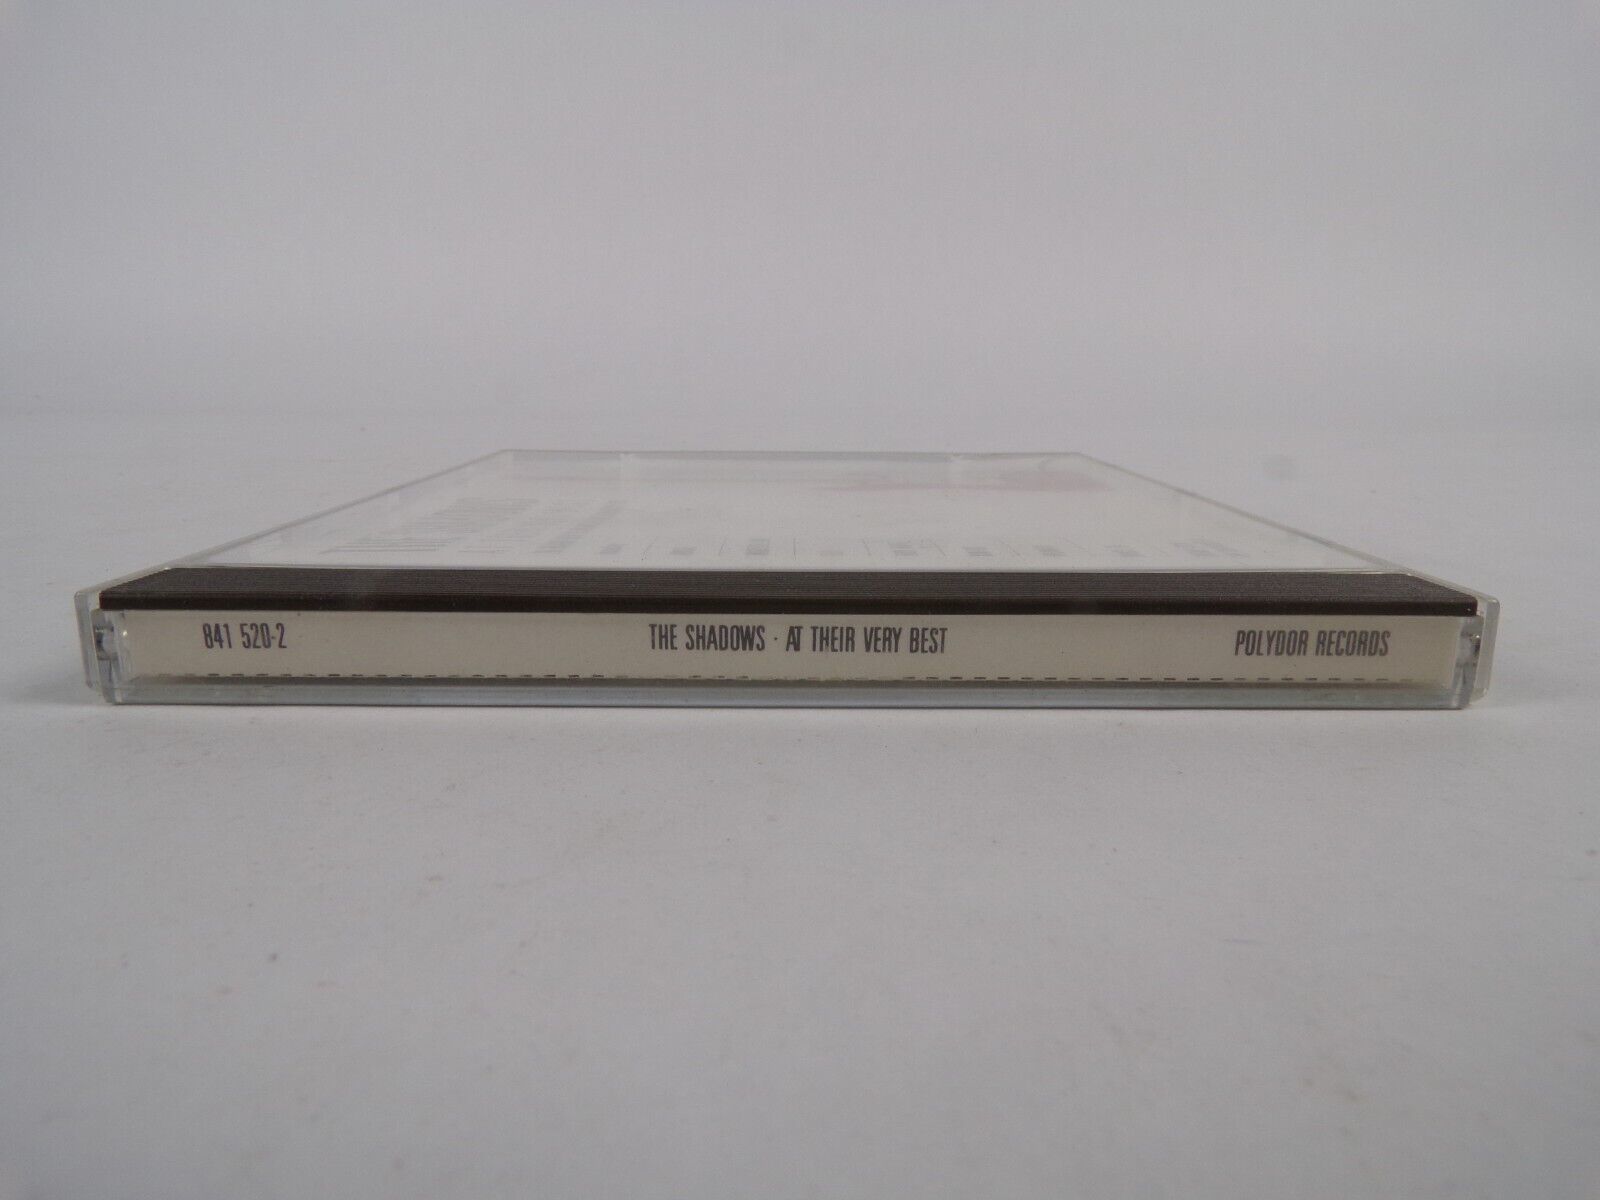 841 520-2 THE SHADOWS · AT THEIR VERY BEST POLYDOR RECORDS